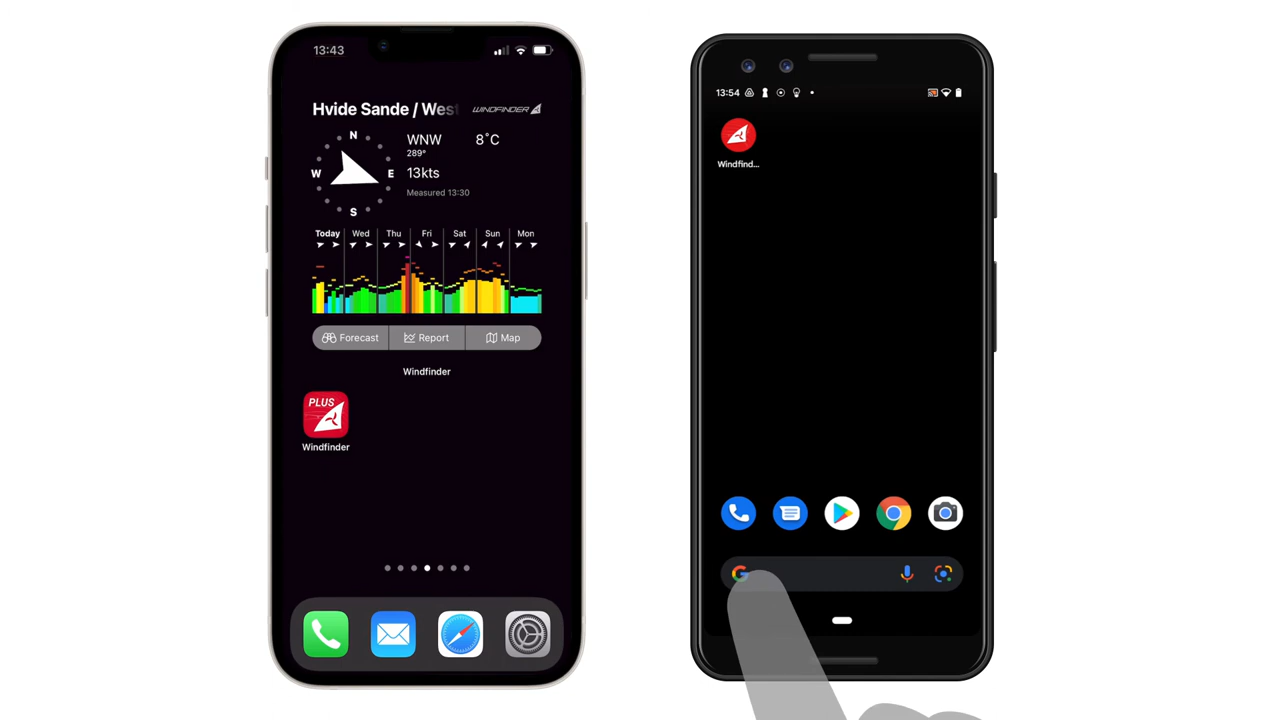 13:43
Hvide Sande / West
WINDFINDER
N
W
E
S
WNW
8°C
289°
13kts
Measured 13:30
Today
Wed
Thu
Fri
Sat
Sun
Mon
Forecast
Report
Map
Windfinder
PLUS
Windfinder
13:54
Windfind...
G